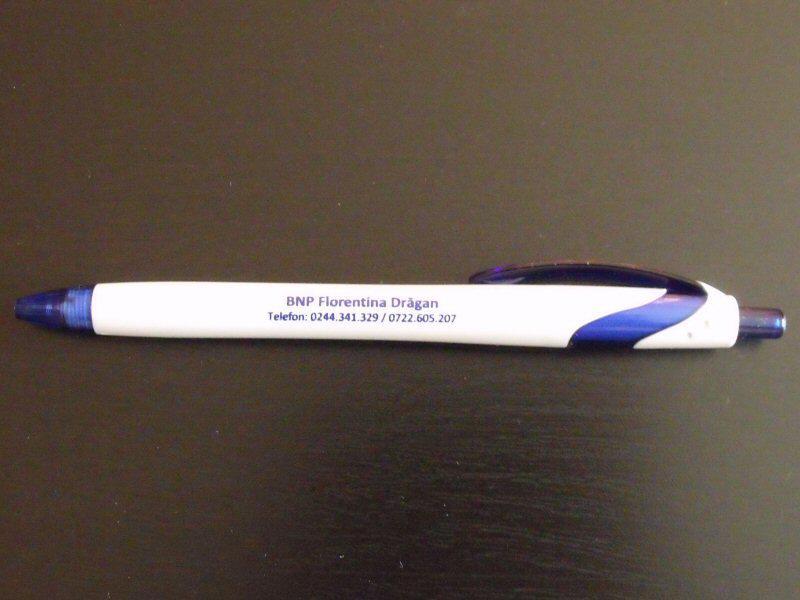 BNP Florentina Drăgan
Telefon: 0244.341.329 / 0722.605.207